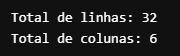 Total de linhas: 32
Total de colunas: 6